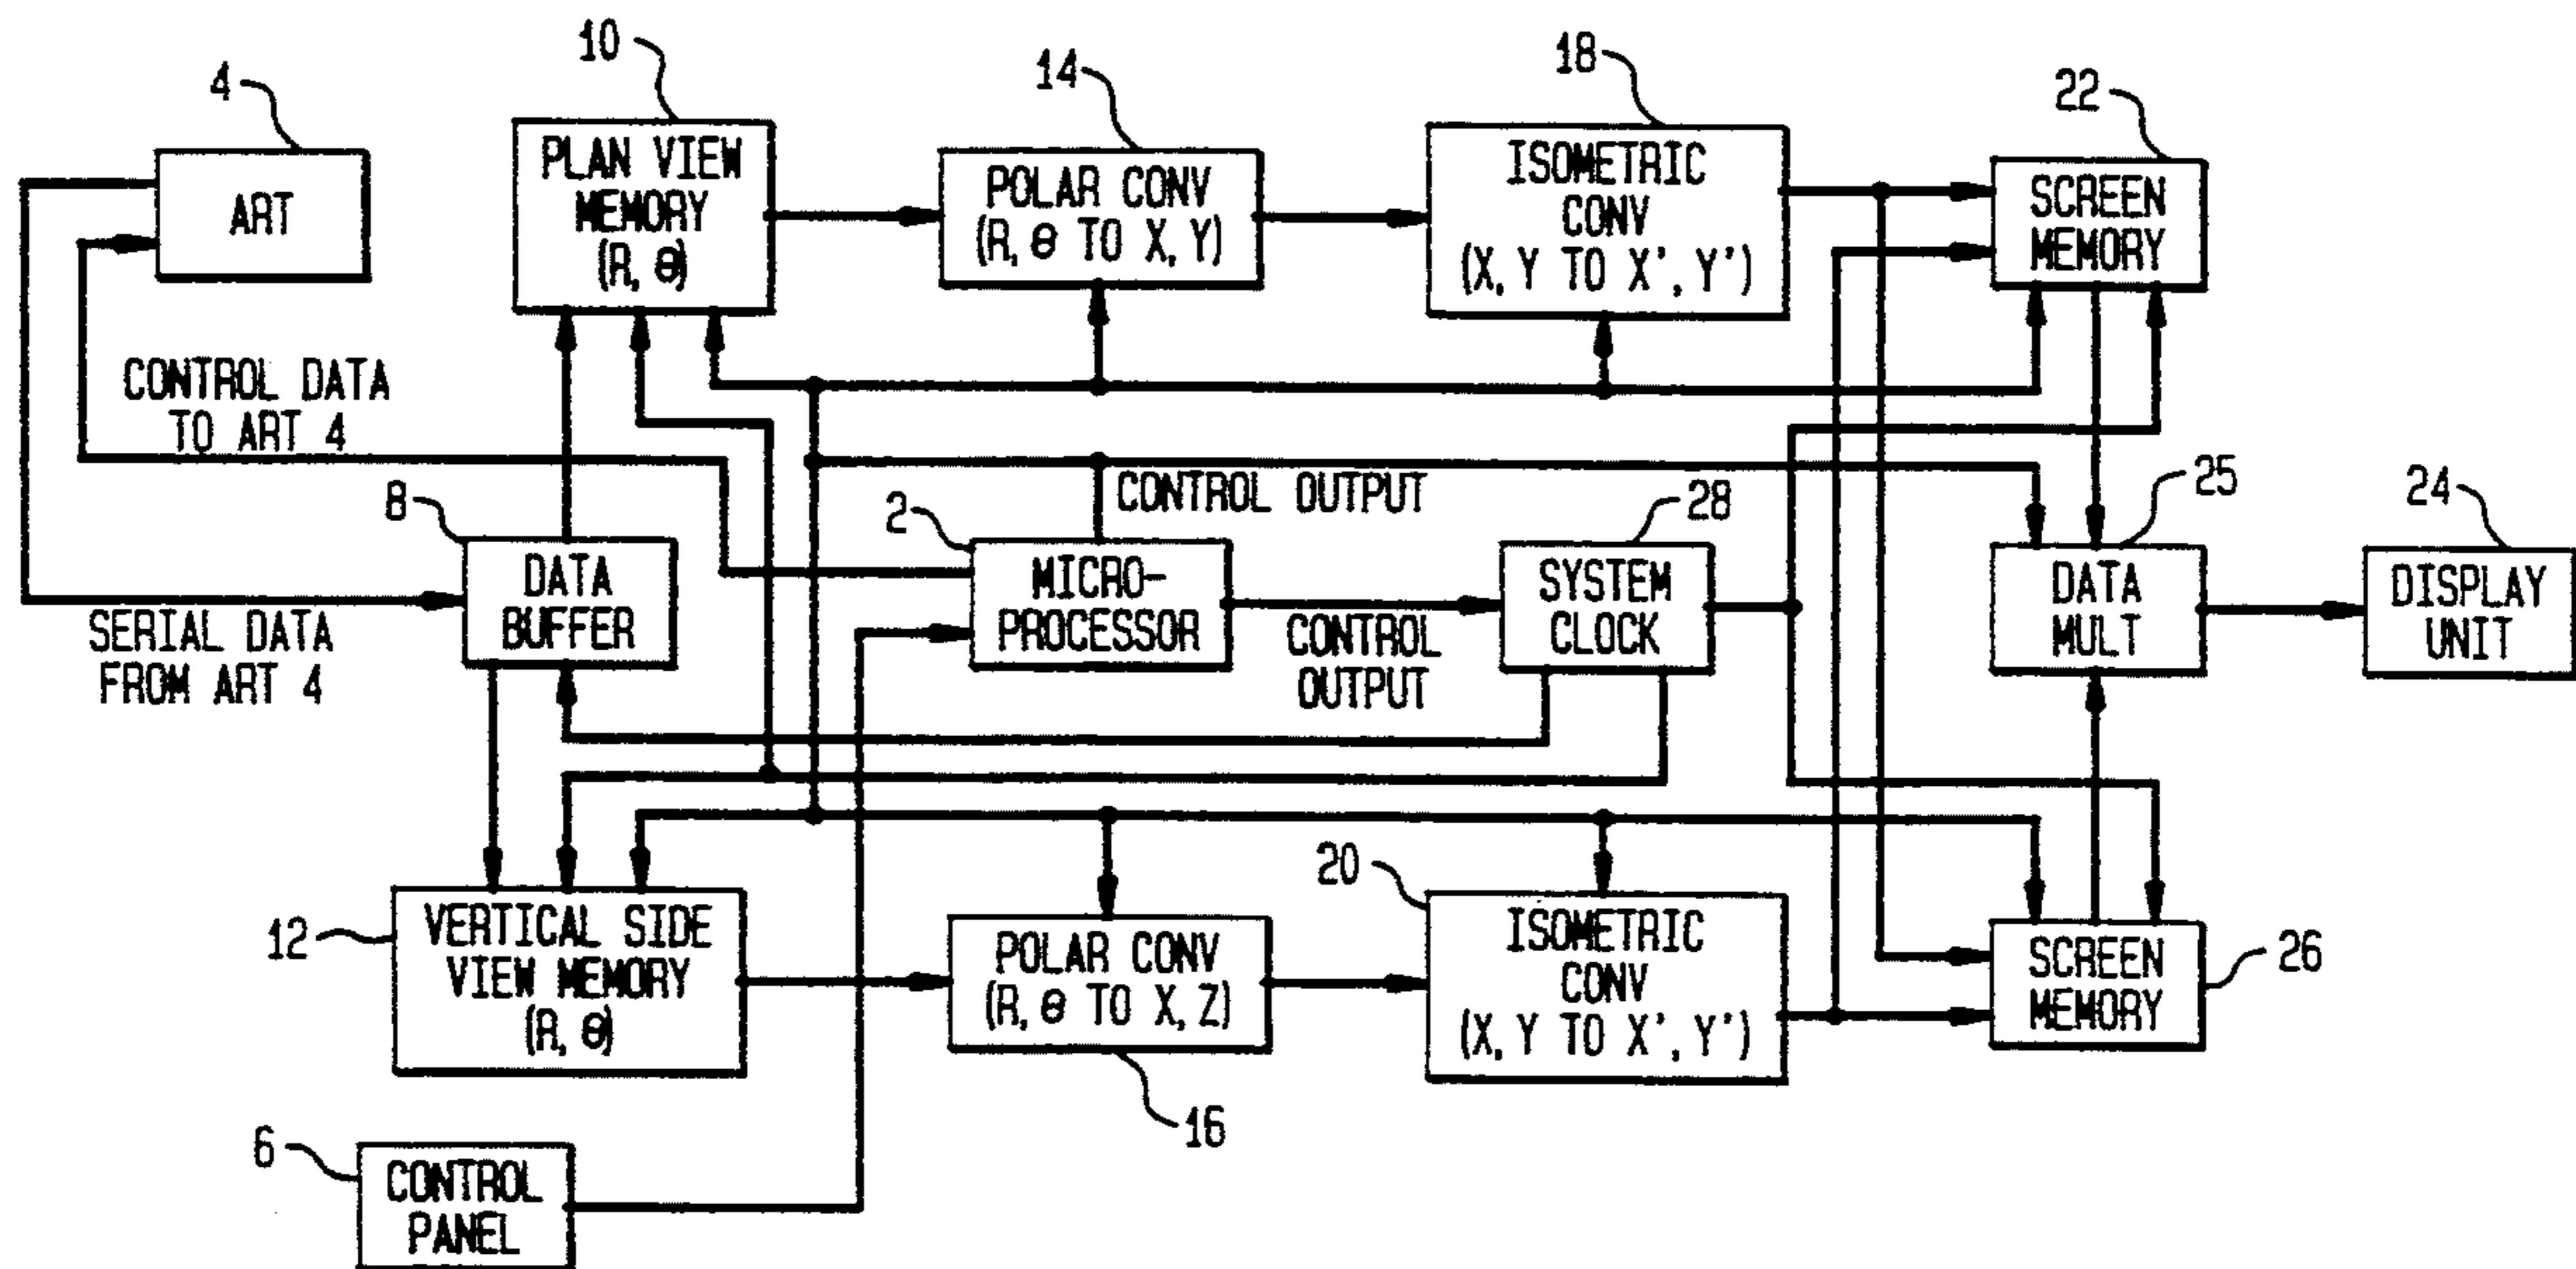 10
18
14
4
22
PLAN VIEW
MEMORY
(R, θ)
POLAR CONV
(R, θ TO X, Y)
ISOMETRIC
CONV
(X, Y TO X', Y')
SCREEN
MEMORY
ART
CONTROL DATA
TO ART 4
CONTROL OUTPUT
8
2
28
25
24
DATA
BUFFER
MICRO-
PROCESSOR
CONTROL
OUTPUT
SYSTEM
CLOCK
DATA
MULT
DISPLAY
UNIT
SERIAL DATA
FROM ART 4
20
12
VERTICAL SIDE
VIEW MEMORY
(R, θ)
POLAR CONV
(R, θ TO X, Z)
ISOMETRIC
CONV
(X, Y TO X', Y')
SCREEN
MEMORY
26
16
6
CONTROL
PANEL